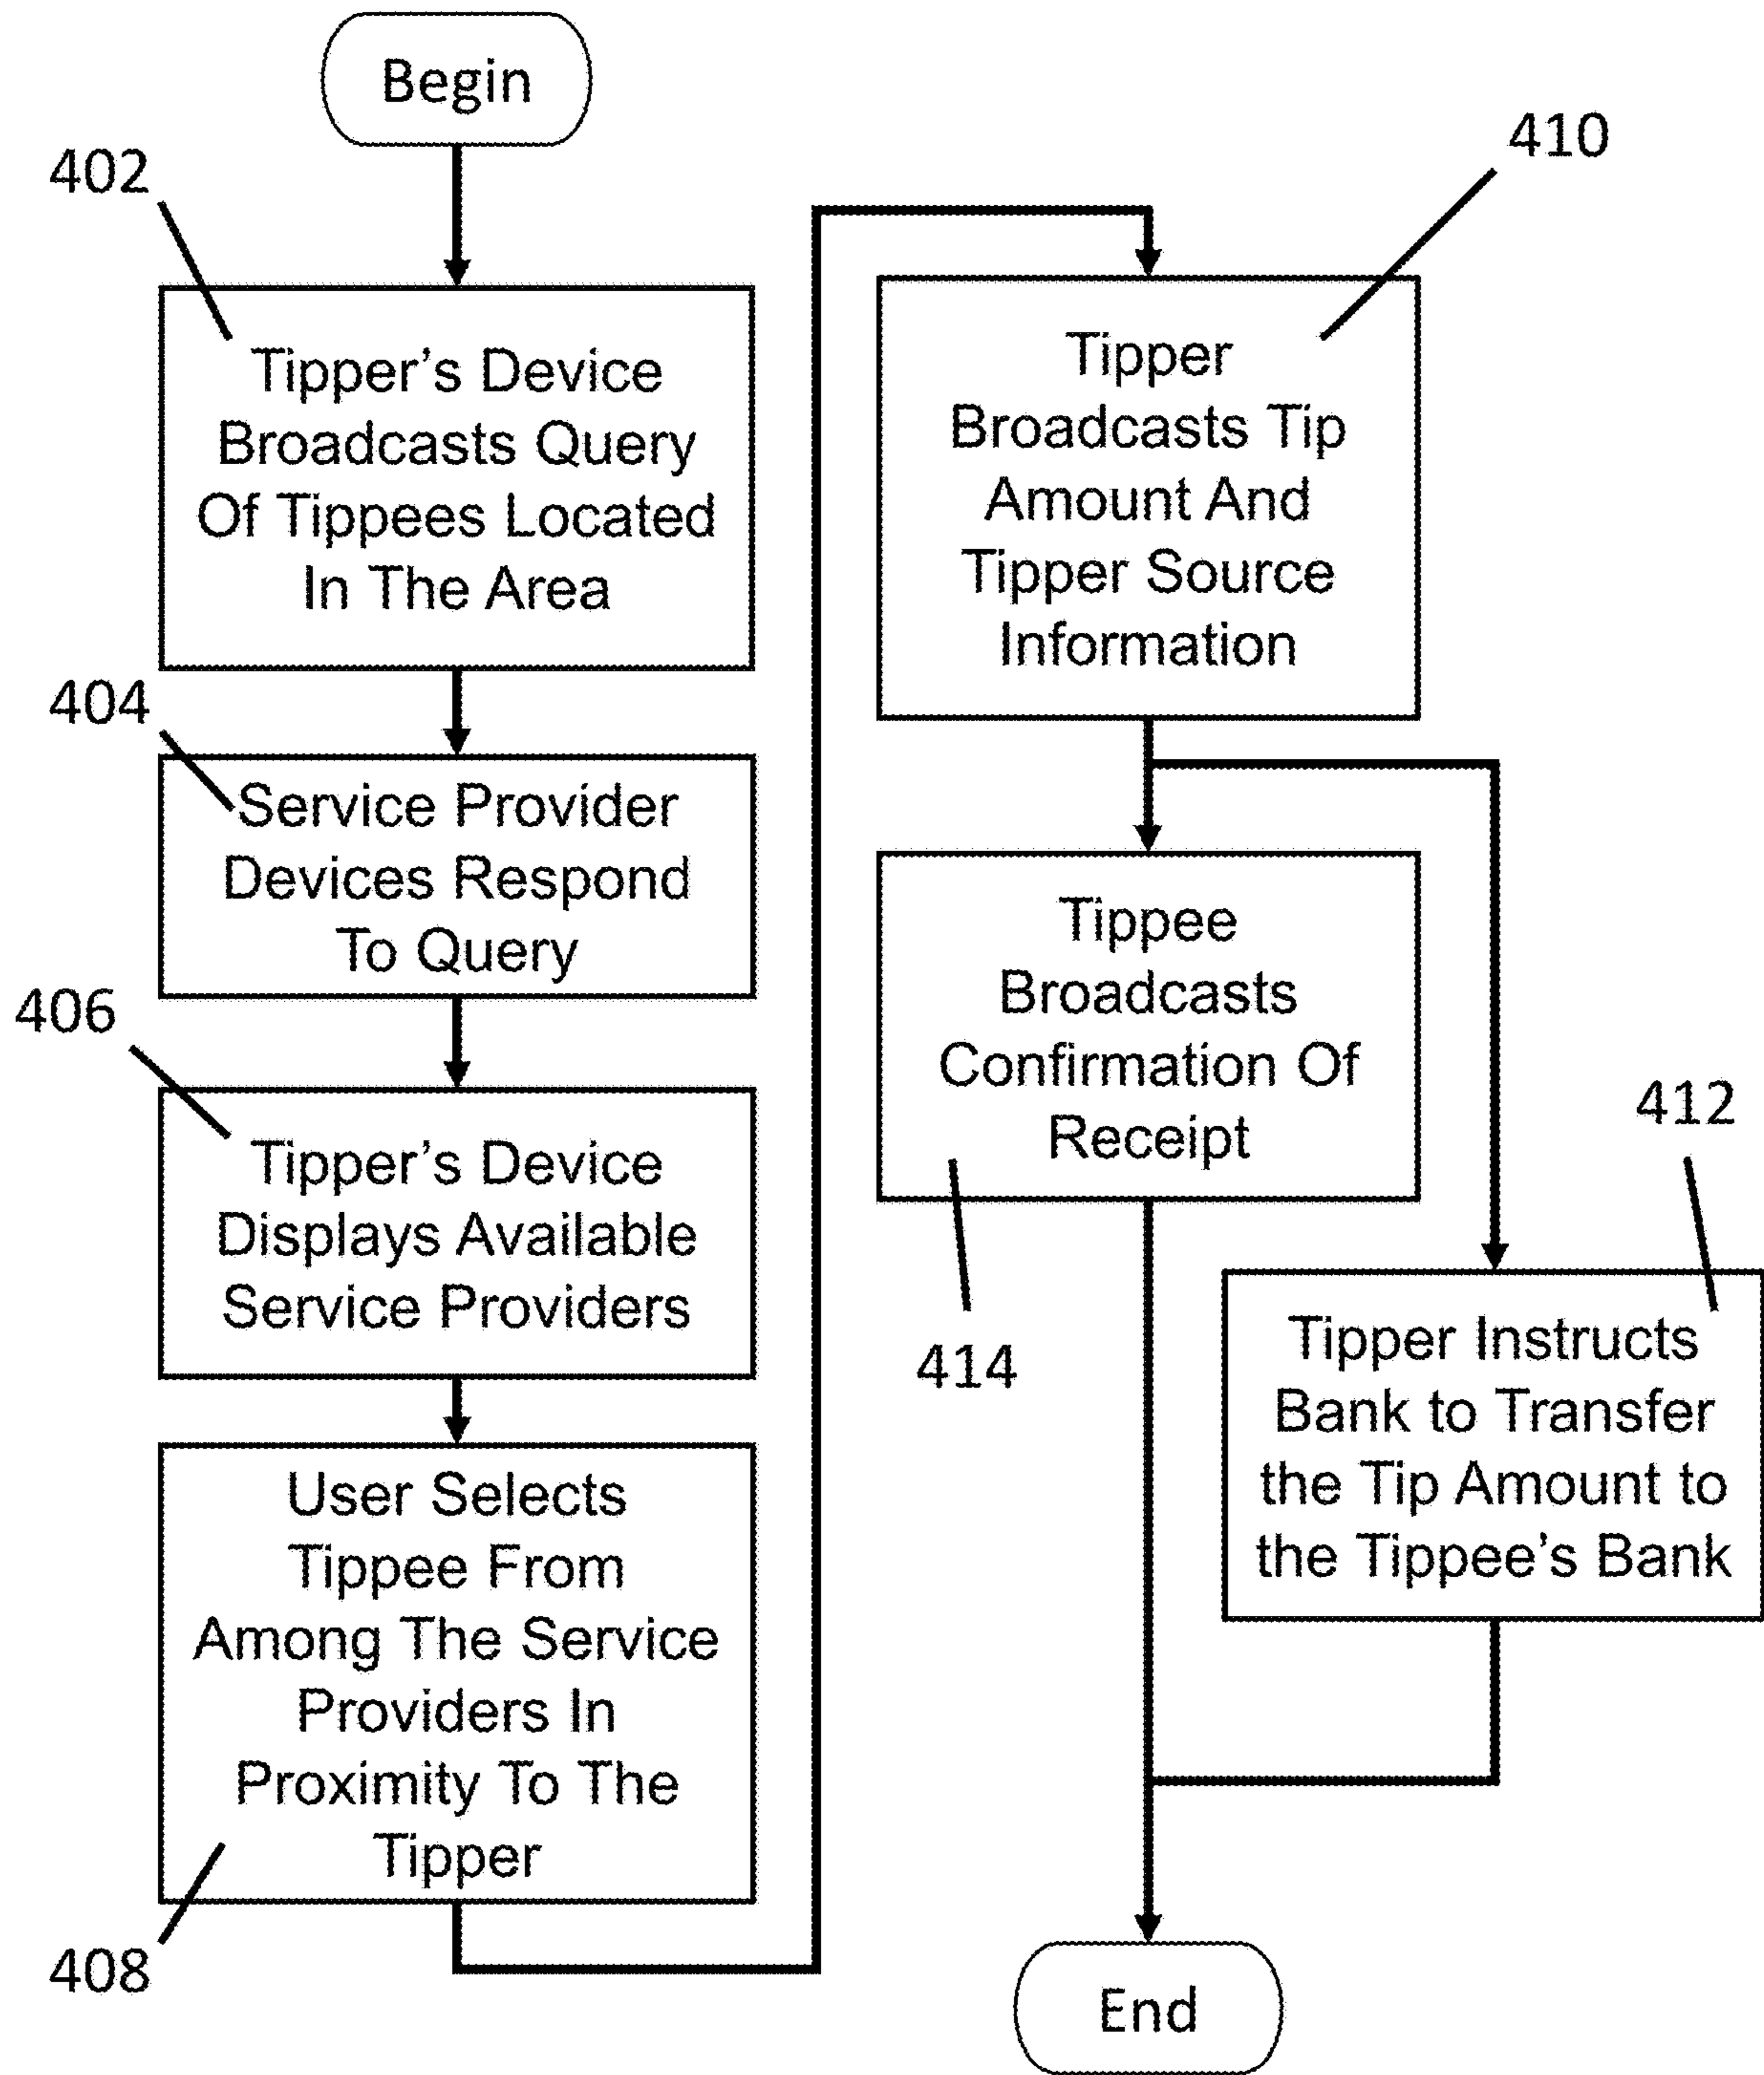 Begin
402
Tipper's Device
Broadcasts Query
Of Tippees Located
In The Area
404
Service Provider
Devices Respond
To Query
406
Tipper's Device
Displays Available
Service Providers
User Selects
Tippee From
Among The Service
Providers In
Proximity To The
Tipper
408
410
Tipper
Broadcasts Tip
Amount And
Tipper Source
Information
Tippee
Broadcasts
Confirmation Of
Receipt
414
412
Tipper Instructs
Bank to Transfer
the Tip Amount to
the Tippee's Bank
End